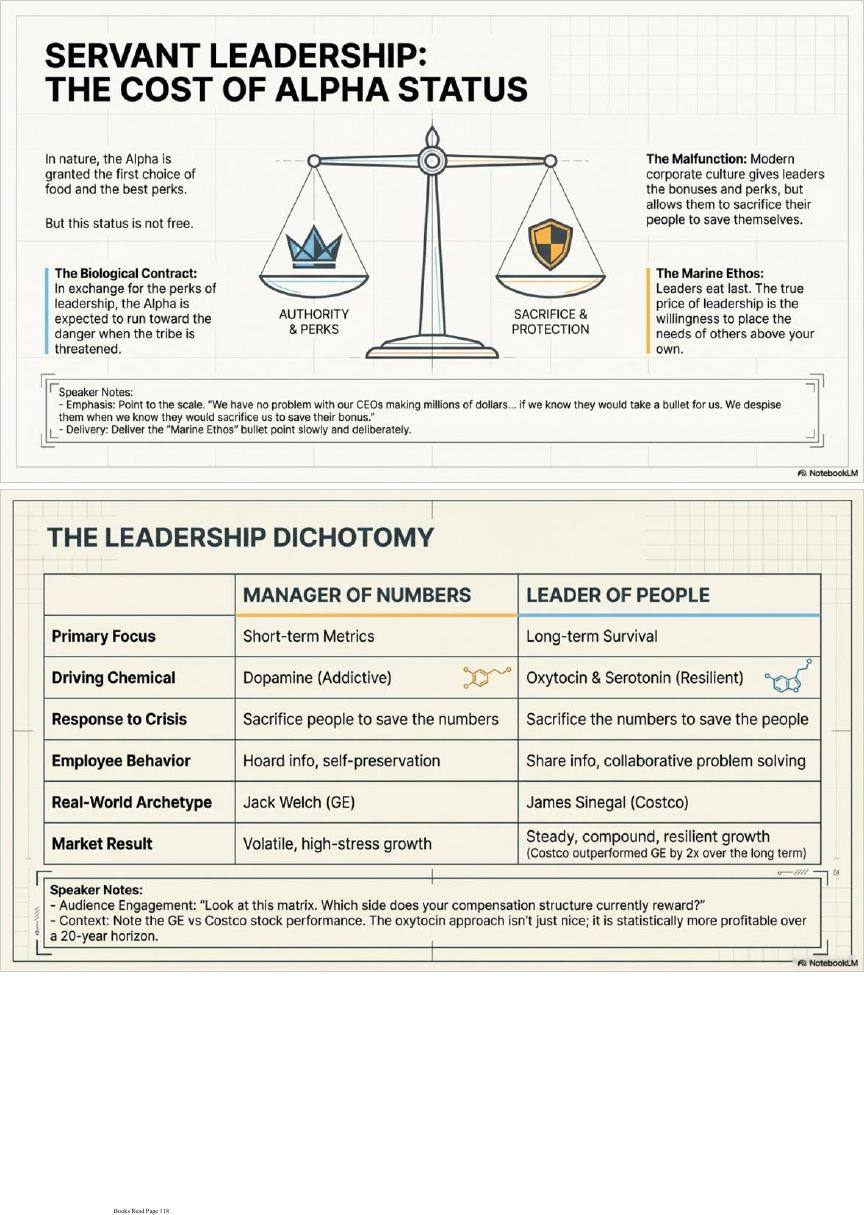 SERVANT LEADERSHIP:
THE COST OF ALPHA STATUS
In nature, the Alpha is
granted the first choice of
food and the best perks.
But this status is not free.
The Biological Contract:
In exchange for the perks of
leadership, the Alpha is
expected to run toward the
danger when the tribe is
threatened.
AUTHORITY
& PERKS
SACRIFICE &
PROTECTION
The Malfunction: Modern
corporate culture gives leaders
the bonuses and perks, but
allows them to sacrifice their
people to save themselves.
The Marine Ethos:
Leaders eat last. The true
price of leadership is the
willingness to place the
needs of others above your
own.
Speaker Notes:
- Emphasis: Point to the scale. "We have no problem with our CEOs making millions of dollars... if we know they would take a bullet for us. We despise
them when we know they would sacrifice us to save their bonus."
- Delivery: Deliver the "Marine Ethos" bullet point slowly and deliberately.
NotebookLM
THE LEADERSHIP DICHOTOMY
MANAGER OF NUMBERS LEADER OF PEOPLE
Primary Focus Short-term Metrics Long-term Survival
Driving Chemical Dopamine (Addictive) Oxytocin & Serotonin (Resilient)
Response to Crisis Sacrifice people to save the numbers Sacrifice the numbers to save the people
Employee Behavior Hoard info, self-preservation Share info, collaborative problem solving
Real-World Archetype Jack Welch (GE) James Sinegal (Costco)
Market Result Volatile, high-stress growth Steady, compound, resilient growth
(Costco outperformed GE by 2x over the long term)
Speaker Notes:
- Audience Engagement: "Look at this matrix. Which side does your compensation structure currently reward?"
- Context: Note the GE vs Costco stock performance. The oxytocin approach isn't just nice; it is statistically more profitable over
a 20-year horizon.
NotebookLM
Books Read Page 118